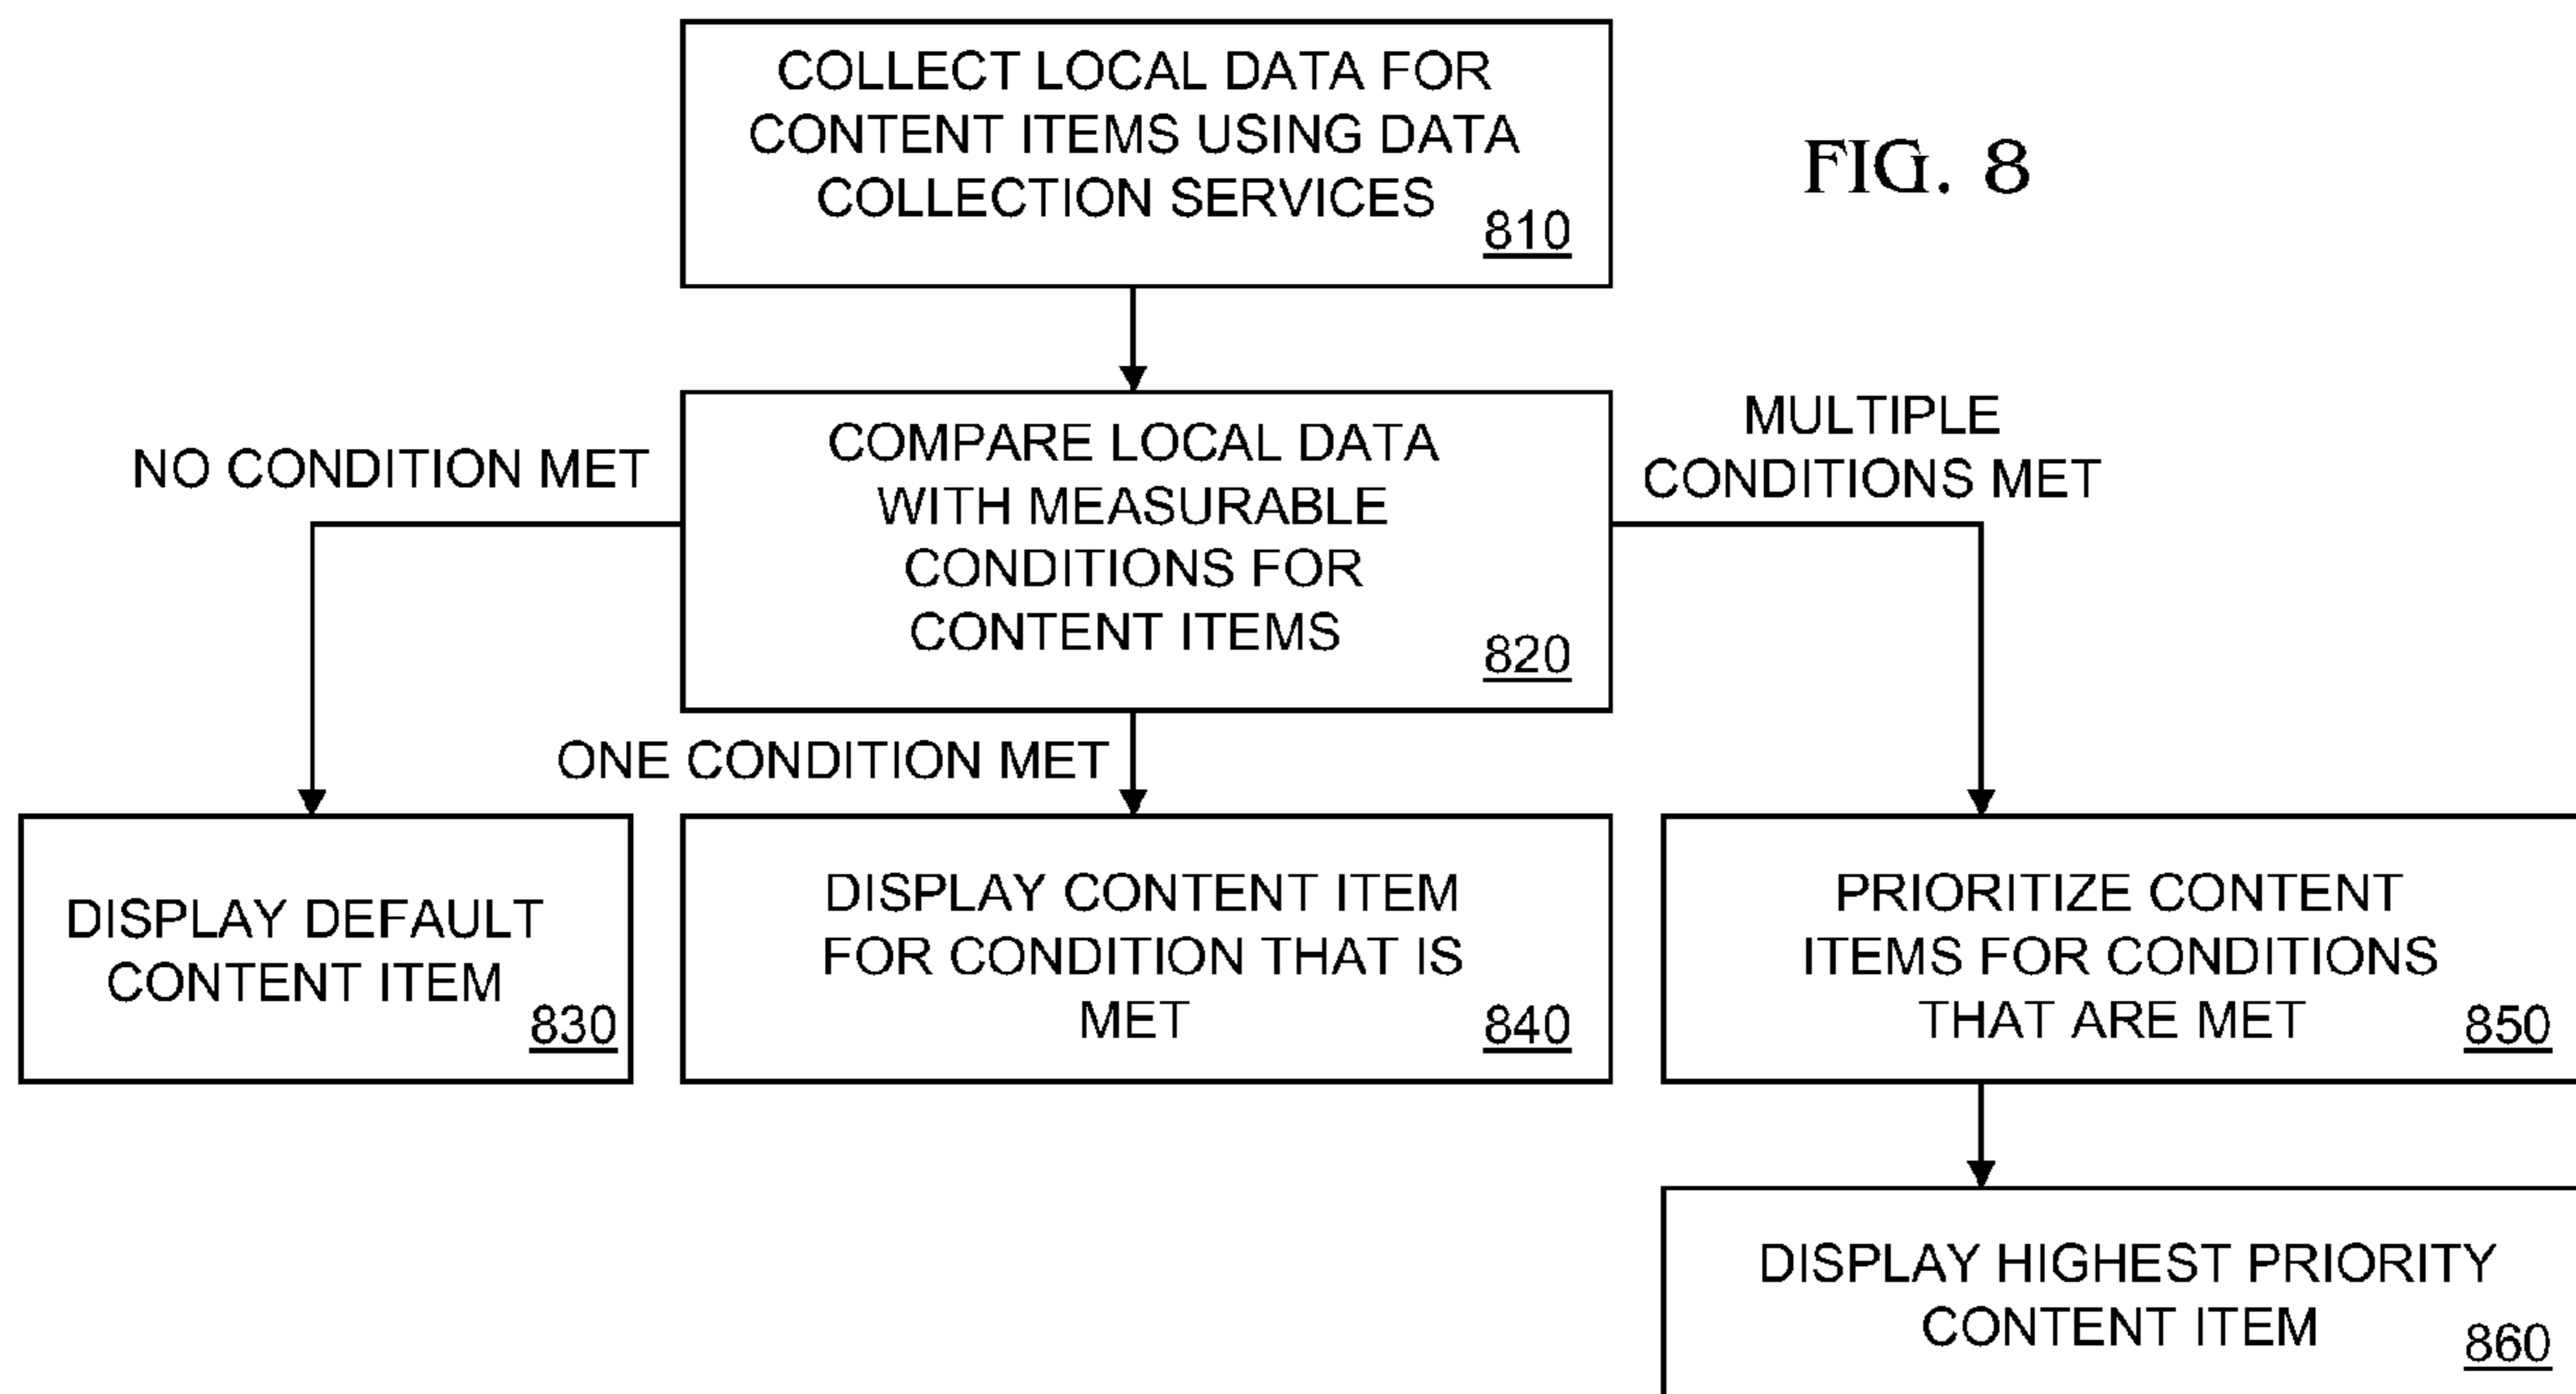 COLLECT LOCAL DATA FOR
CONTENT ITEMS USING DATA
COLLECTION SERVICES
810
FIG. 8
NO CONDITION MET
COMPARE LOCAL DATA
WITH MEASURABLE
CONDITIONS FOR
CONTENT ITEMS
820
MULTIPLE
CONDITIONS MET
ONE CONDITION MET
DISPLAY DEFAULT
CONTENT ITEM
830
DISPLAY CONTENT ITEM
FOR CONDITION THAT IS
MET
840
PRIORITIZE CONTENT
ITEMS FOR CONDITIONS
THAT ARE MET
850
DISPLAY HIGHEST PRIORITY
CONTENT ITEM
860